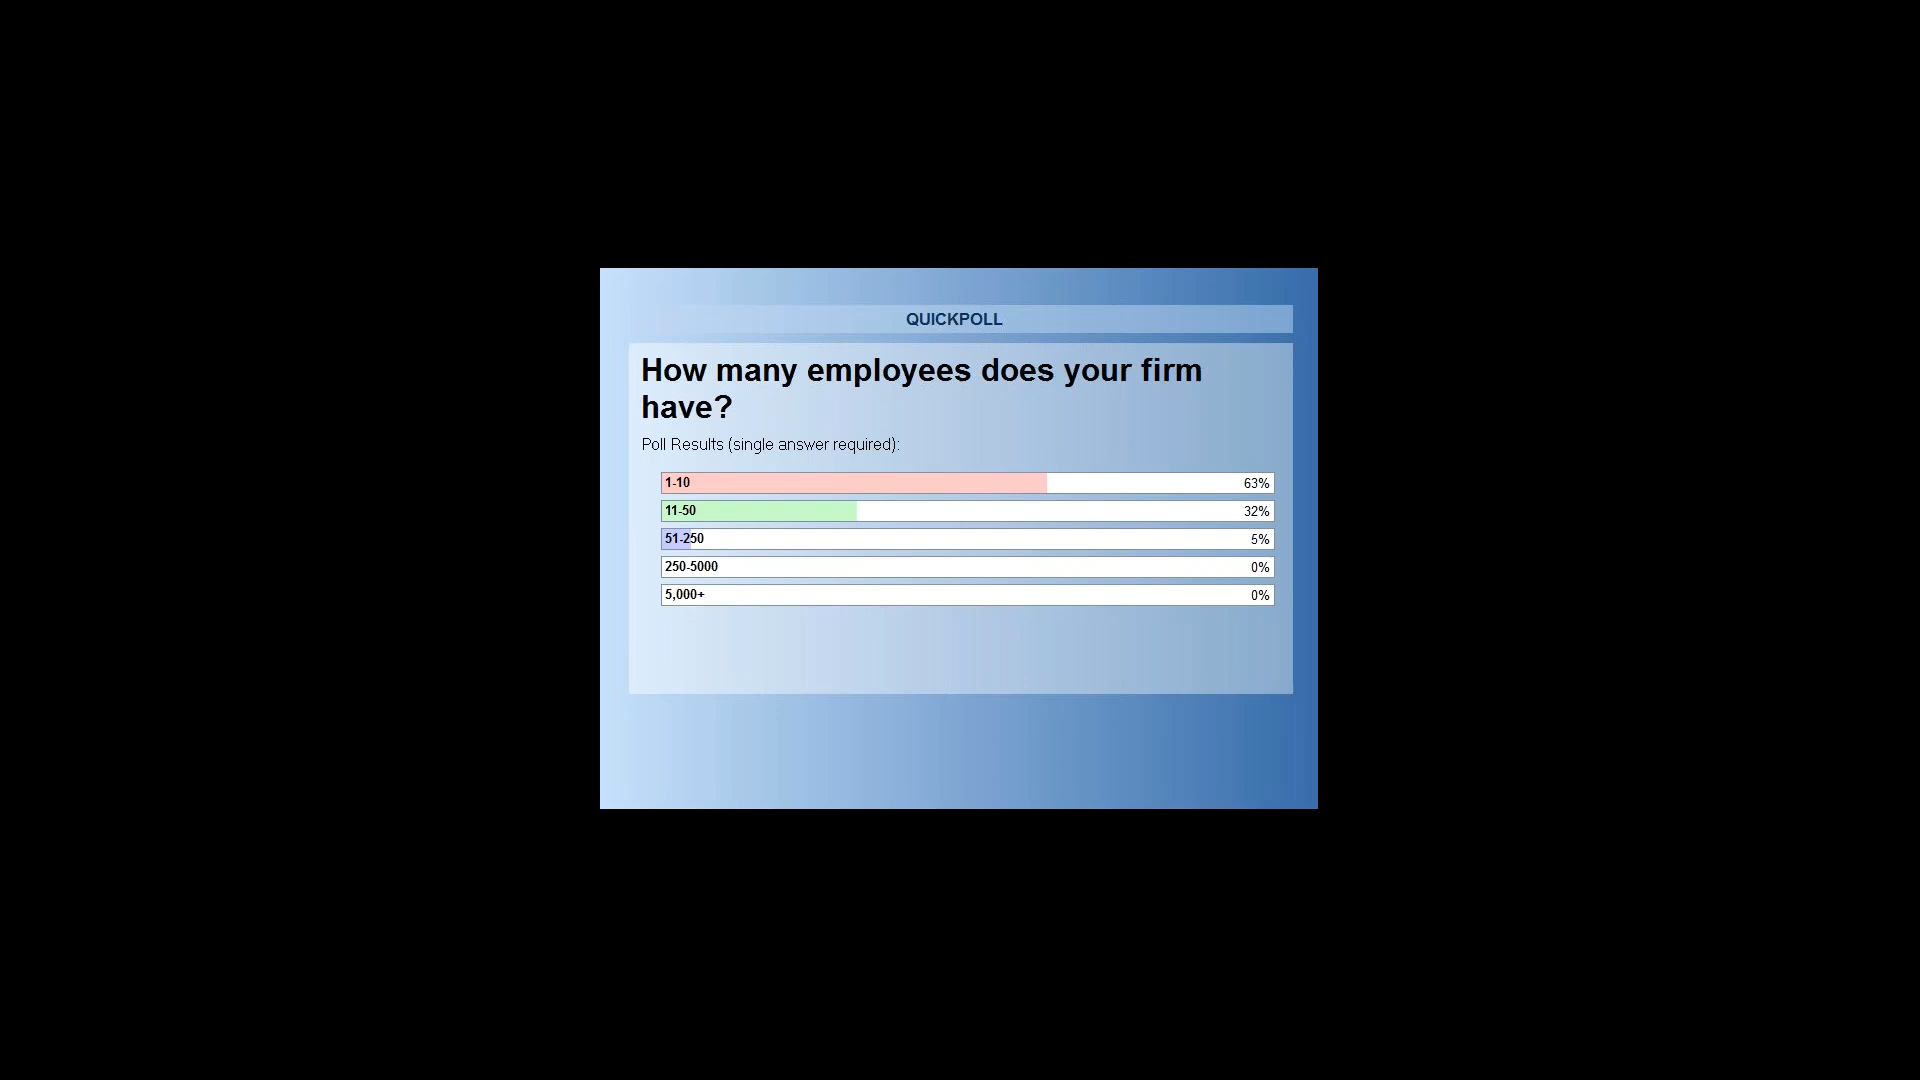 QUICKPOLL
How many employees does your firm
have?
Poll Results (single answer required):
1-10 63%
11-50 32%
51-250 5%
250-5000 0%
5,000+ 0%